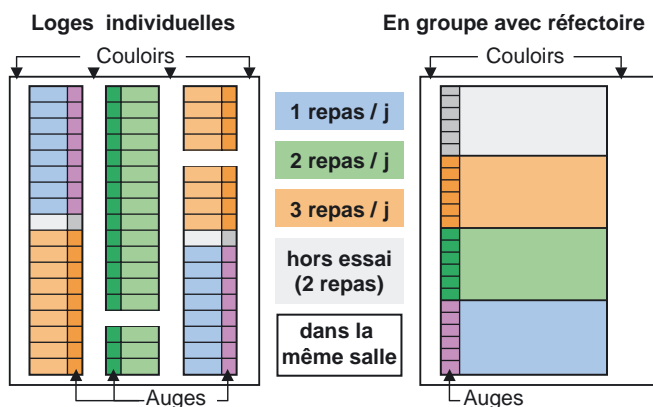 Loges individuelles
Couloirs
Auges
1 repas / j
2 repas / j
3 repas / j
hors essai
(2 repas)
dans la
même salle
En groupe avec réfectoire
Couloirs
Auges